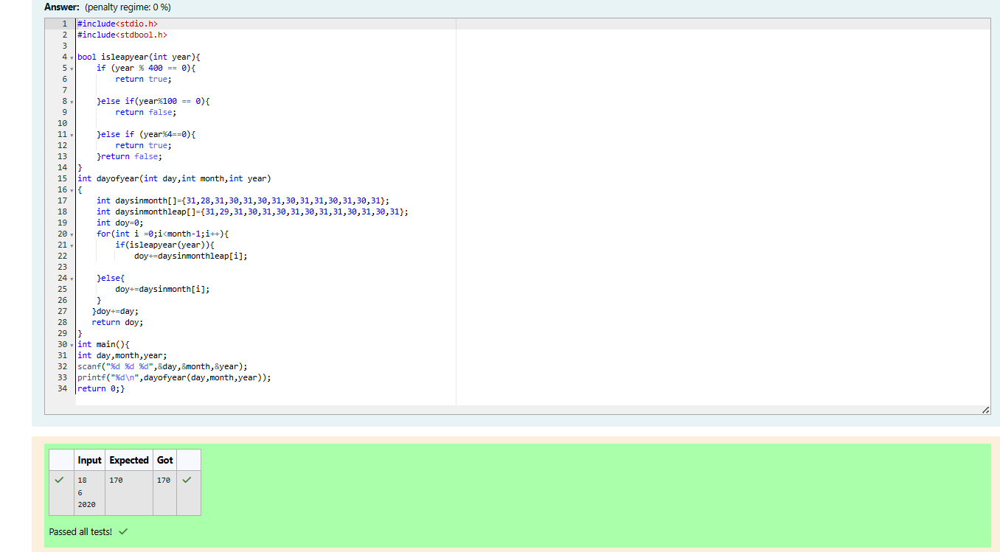 Answer: (penalty regime: 0 %)
1 #include<stdio.h>
2 #include<stdbool.h>
3
4 bool isleapyear(int year){
5     if (year % 400 == 0){
6         return true;
7
8     }else if(year%100 == 0){
9         return false;
10
11     }else if (year%4==0){
12         return true;
13     }return false;
14 }
15 int dayofyear(int day,int month,int year)
16 {
17     int daysinmonth[]={31,28,31,30,31,30,31,30,31,31,30,31,30,31};
18     int daysinmonthleap[]={31,29,31,30,31,30,31,30,31,31,30,31,30,31};
19     int doy=0;
20     for(int i =0;i<month-1;i++){
21         if(isleapyear(year)){
22             doy+=daysinmonthleap[i];
23
24     }else{
25         doy+=daysinmonth[i];
26     }
27    }doy+=day;
28    return doy;
29 }
30 int main(){
31 int day,month,year;
32 scanf("%d %d %d",&day,&month,&year);
33 printf("%d\n",dayofyear(day,month,year));
34 return 0;}
Input Expected Got
18 170 170
6
2020
Passed all tests!